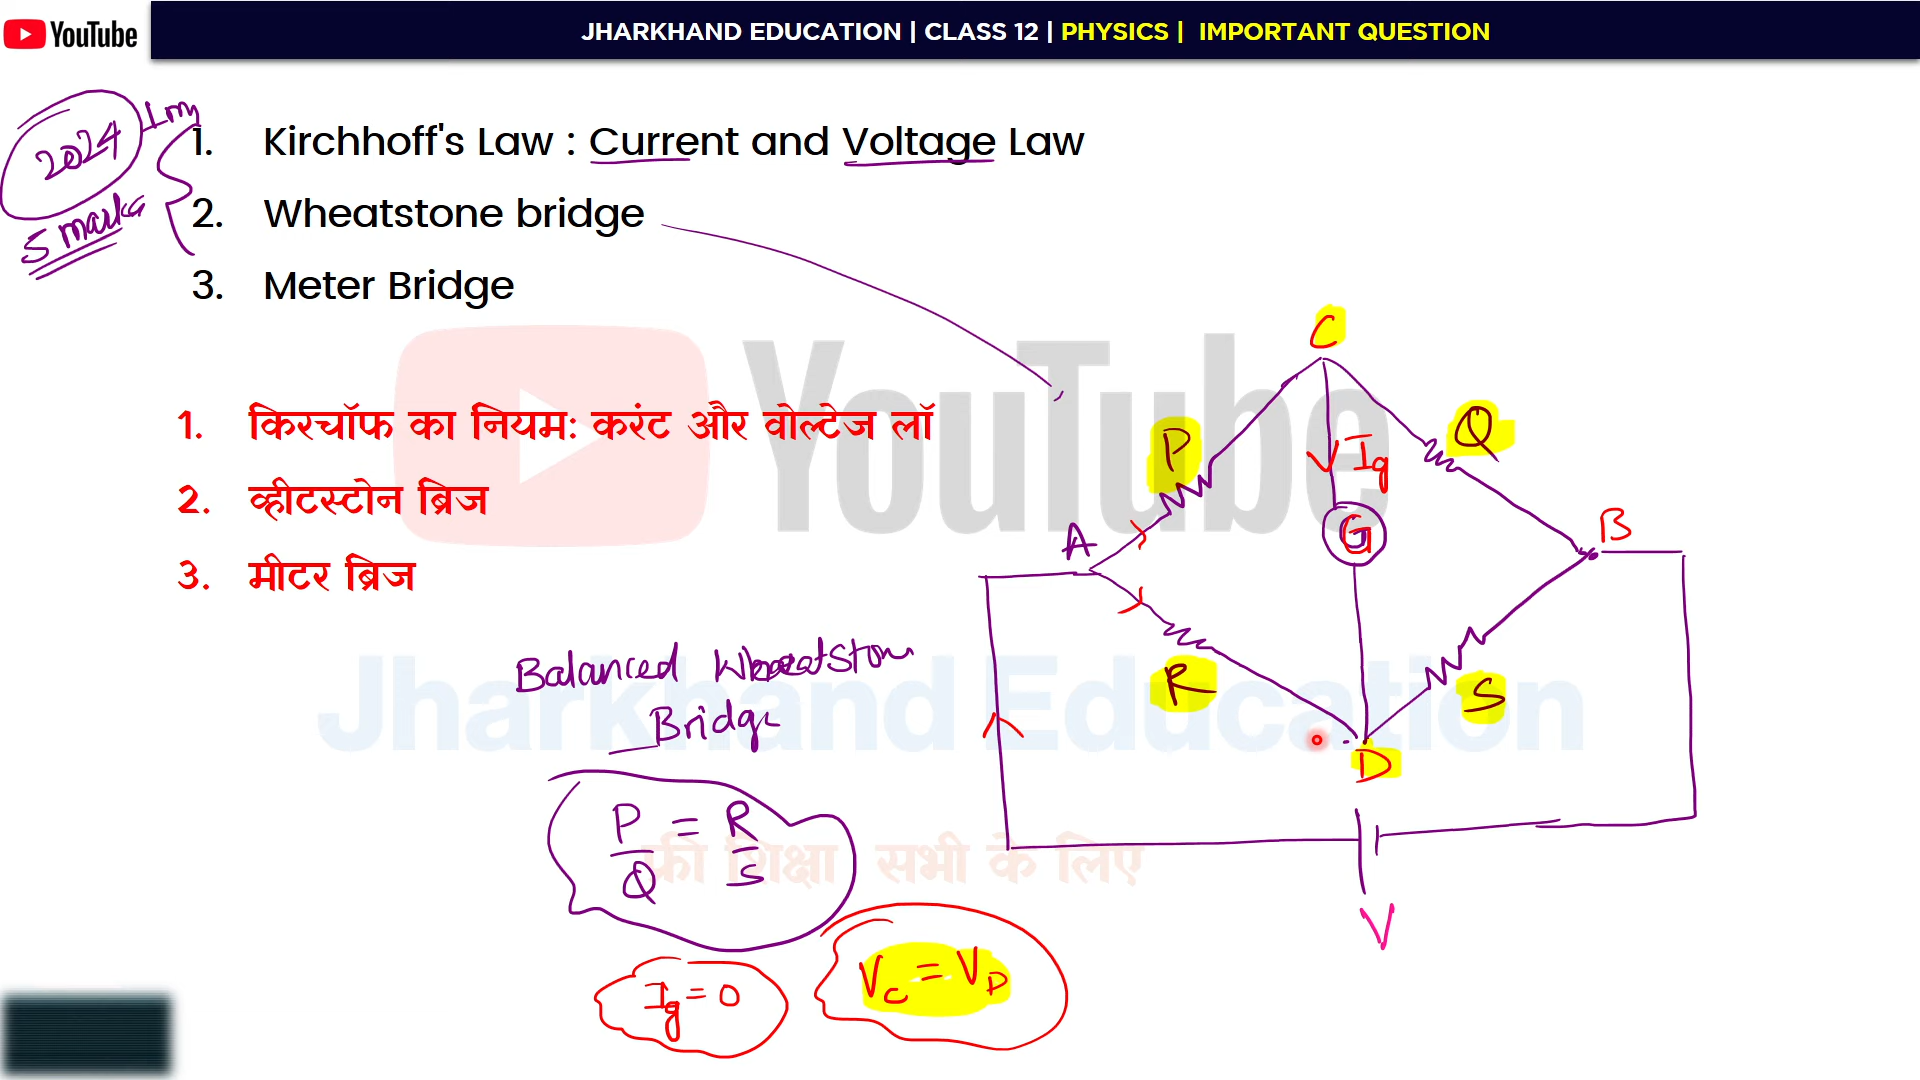 YouTube
JHARKHAND EDUCATION | CLASS 12 | PHYSICS | IMPORTANT QUESTION
2024
Imp
5 marks
1. Kirchhoff's Law : Current and Voltage Law
2. Wheatstone bridge
3. Meter Bridge
YouTube
1. किरचॉफ का नियमः करंट और वोल्टेज लॉ
2. व्हीटस्टोन ब्रिज
3. मीटर ब्रिज
C
P
Q
Ig
A
G
B
R
S
D
V
Jharkhand Education
फ्री शिक्षा सभी के लिए
Balanced Wheatston
Bridge
P/Q = R/S
Ig = 0
VC = VD